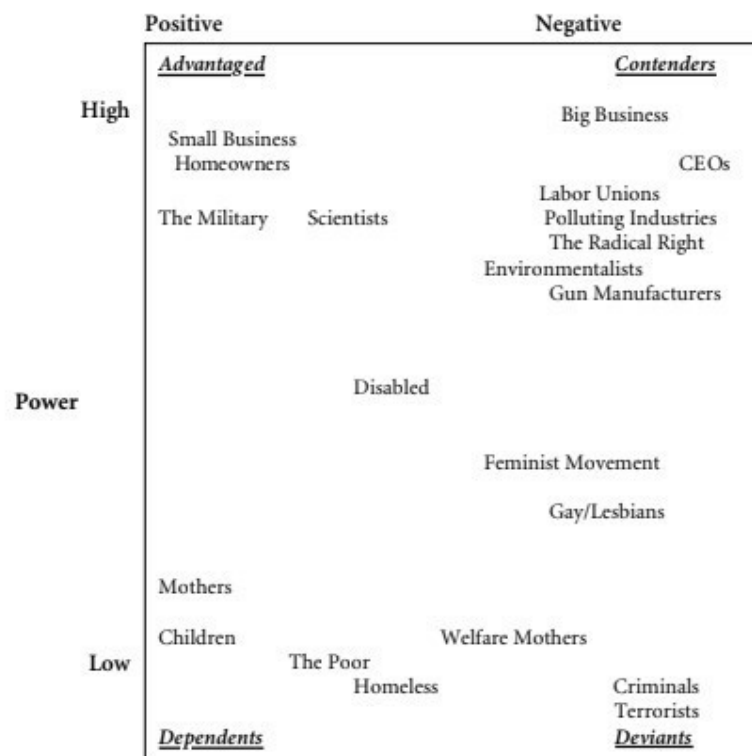 Positive Negative
Advantaged Contenders
High
Big Business
Small Business
Homeowners CEOs
Labor Unions
The Military Scientists Polluting Industries
The Radical Right
Environmentalists
Gun Manufacturers
Disabled
Power
Feminist Movement
Gay/Lesbians
Mothers
Children Welfare Mothers
Low The Poor
Homeless Criminals
Terrorists
Dependents Deviants